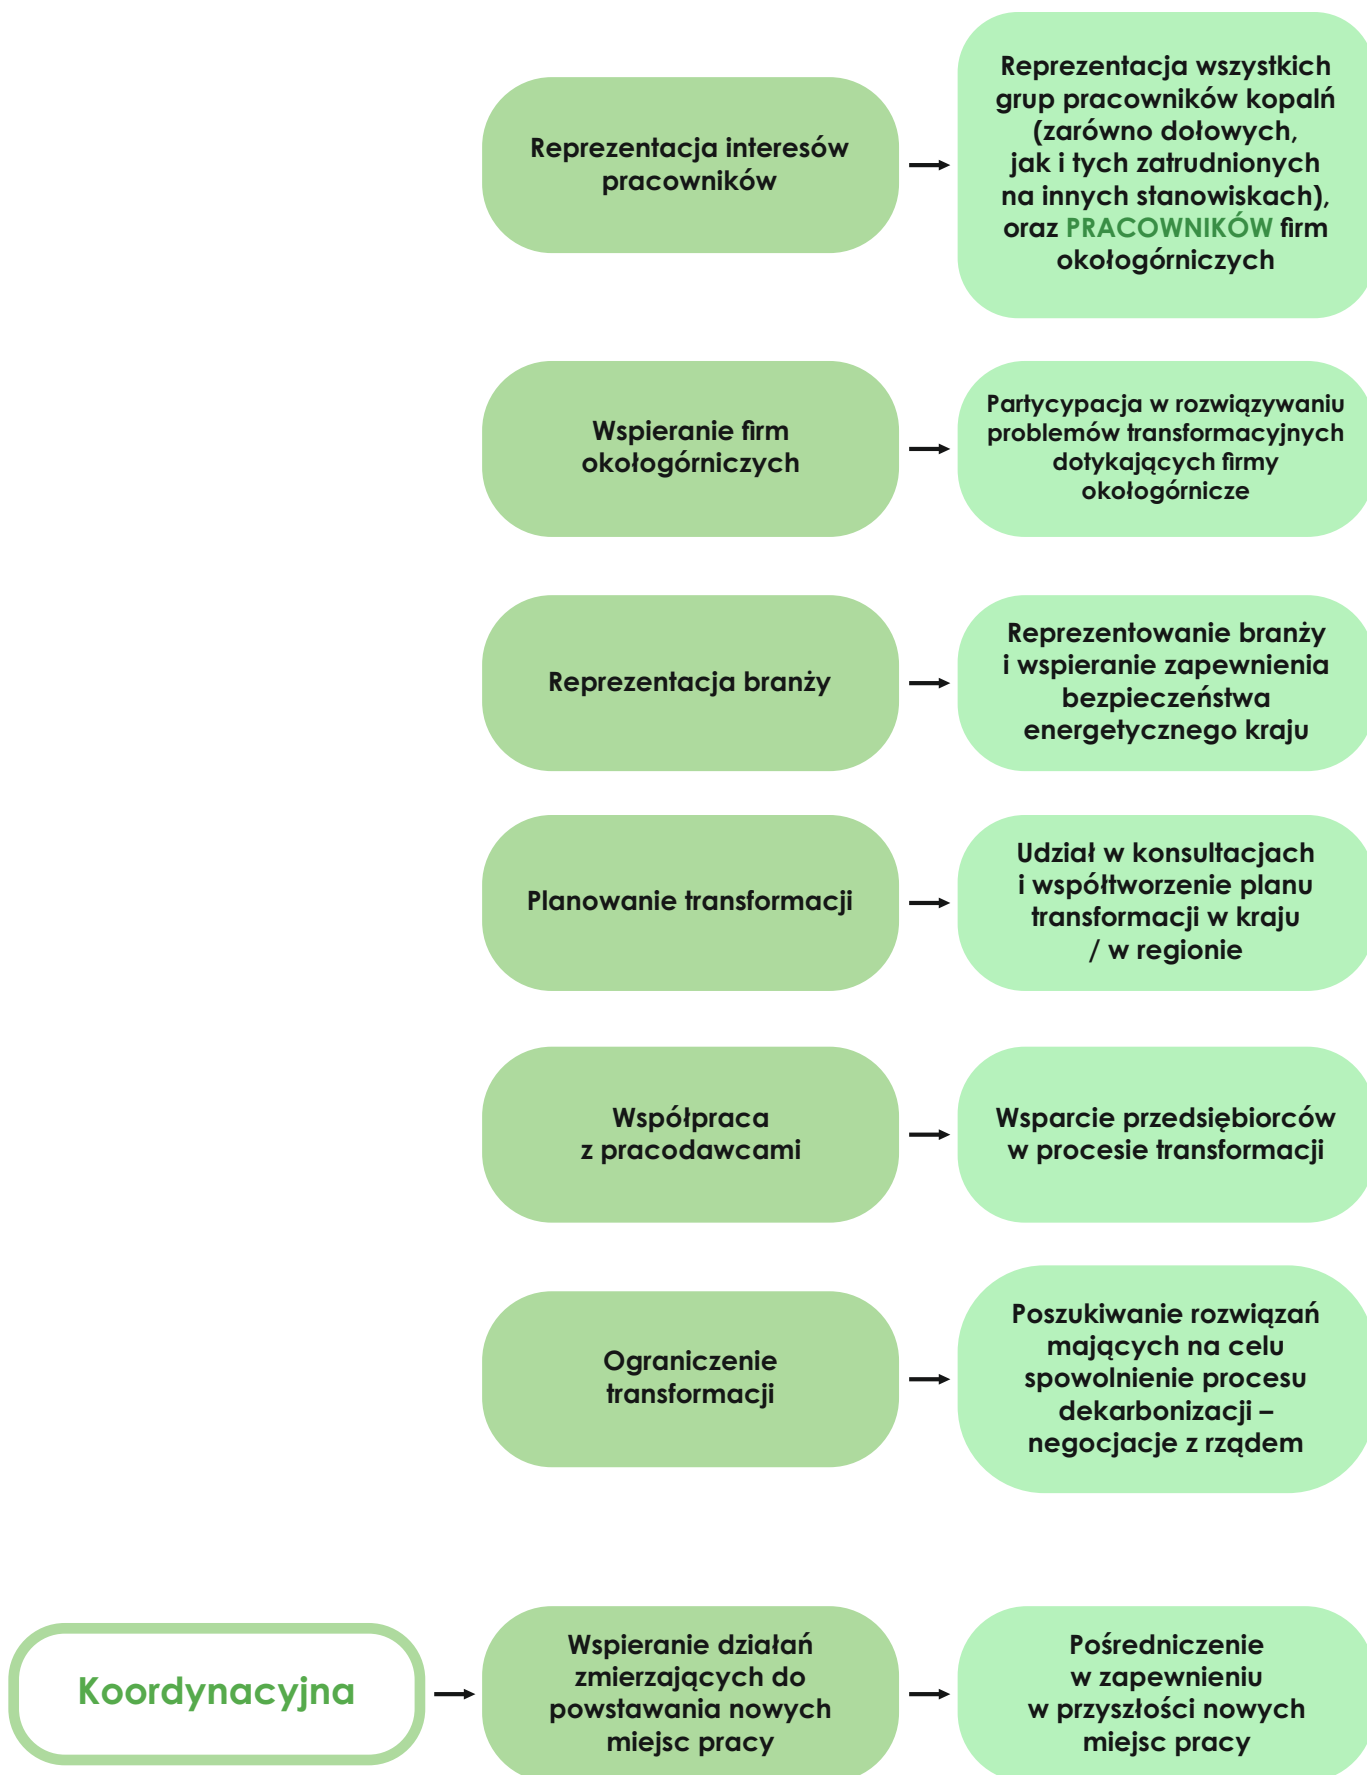 Reprezentacja interesów
pracowników
Reprezentacja wszystkich
grup pracowników kopalń
(zarówno dołowych,
jak i tych zatrudnionych
na innych stanowiskach),
oraz PRACOWNIKÓW firm
okołogórniczych
Wspieranie firm
okołogórniczych
Partycypacja w rozwiązywaniu
problemów transformacyjnych
dotykających firmy
okołogórnicze
Reprezentacja branży
Reprezentowanie branży
i wspieranie zapewnienia
bezpieczeństwa
energetycznego kraju
Planowanie transformacji
Udział w konsultacjach
i współtworzenie planu
transformacji w kraju
/ w regionie
Współpraca
z pracodawcami
Wsparcie przedsiębiorców
w procesie transformacji
Ograniczenie
transformacji
Poszukiwanie rozwiązań
mających na celu
spowolnienie procesu
dekarbonizacji –
negocjacje z rządem
Koordynacyjna
Wspieranie działań
zmierzających do
powstawania nowych
miejsc pracy
Pośredniczenie
w zapewnieniu
w przyszłości nowych
miejsc pracy